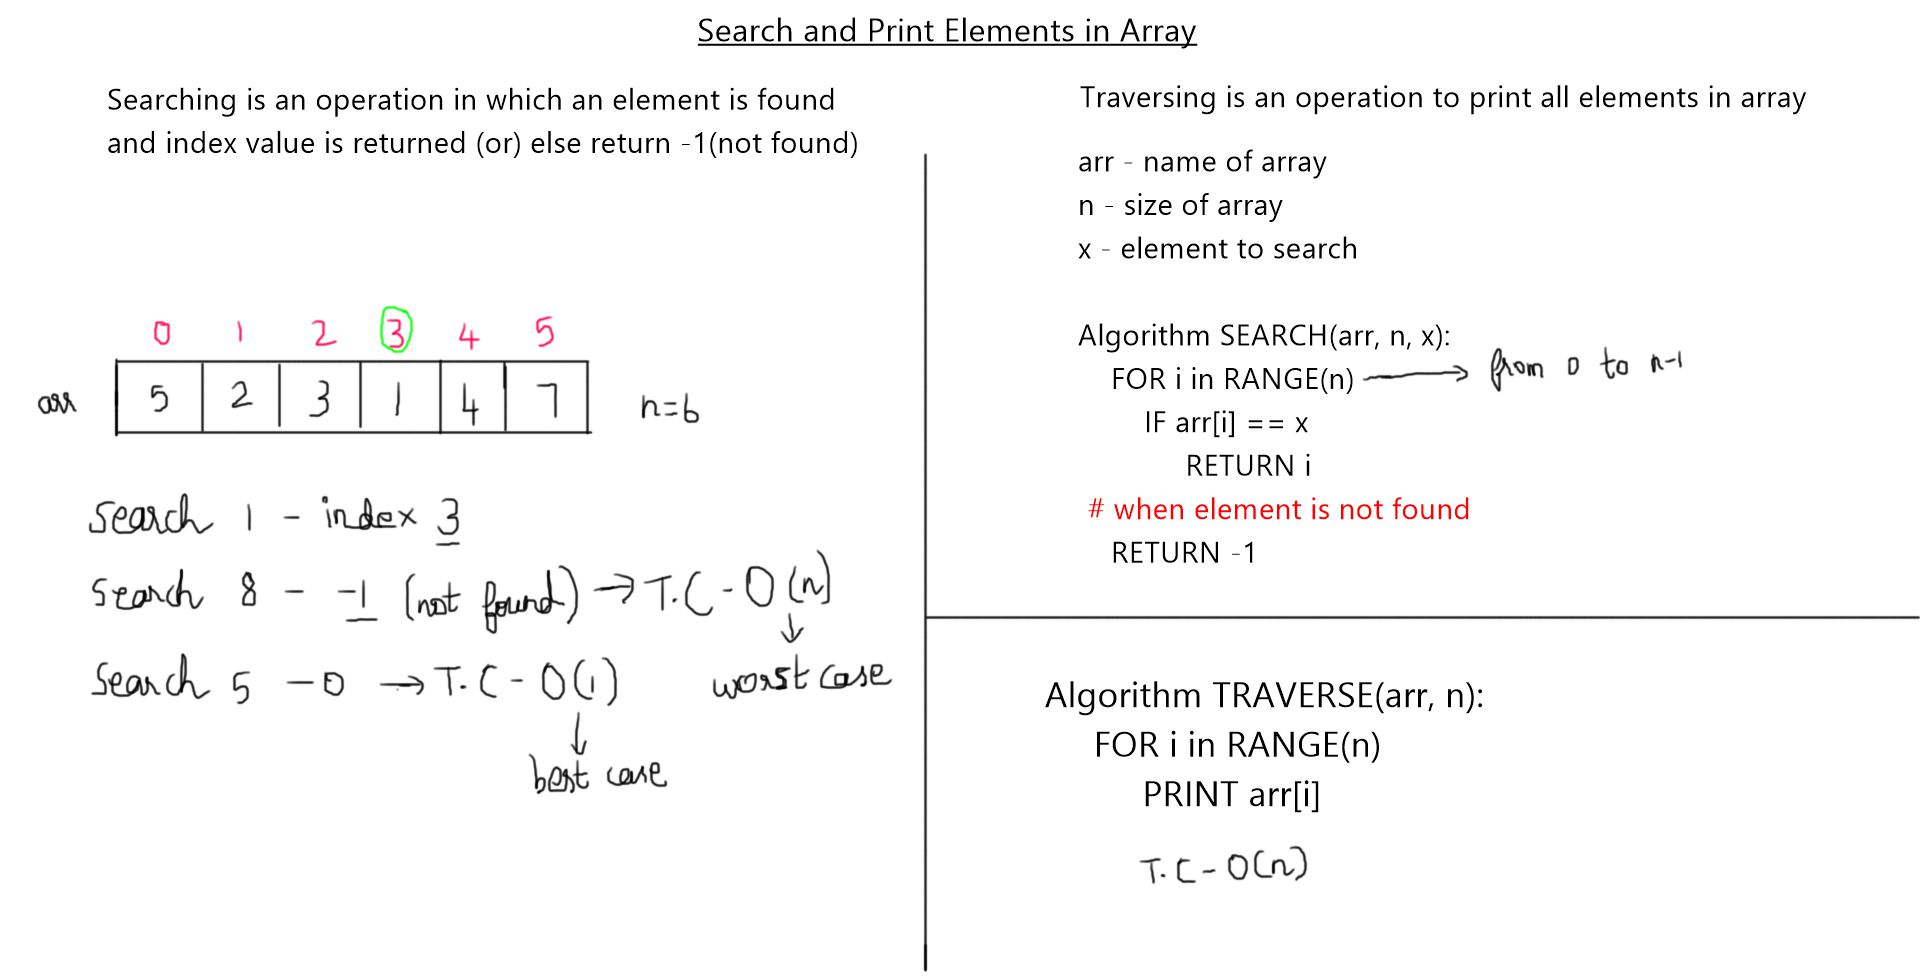 Search and Print Elements in Array
Searching is an operation in which an element is found
and index value is returned (or) else return -1(not found)
0 1 2 3 4 5
arr 5 2 3 1 4 7 n=6
Search 1 - index 3
Search 8 - -1 (not found) → T.C - O(n)
↓
worst case
Search 5 - 0 → T.C - O(1)
↓
best case
Traversing is an operation to print all elements in array
arr - name of array
n - size of array
x - element to search
Algorithm SEARCH(arr, n, x):
FOR i in RANGE(n) → from 0 to n-1
IF arr[i] == x
RETURN i
# when element is not found
RETURN -1
Algorithm TRAVERSE(arr, n):
FOR i in RANGE(n)
PRINT arr[i]
T.C - O(n)